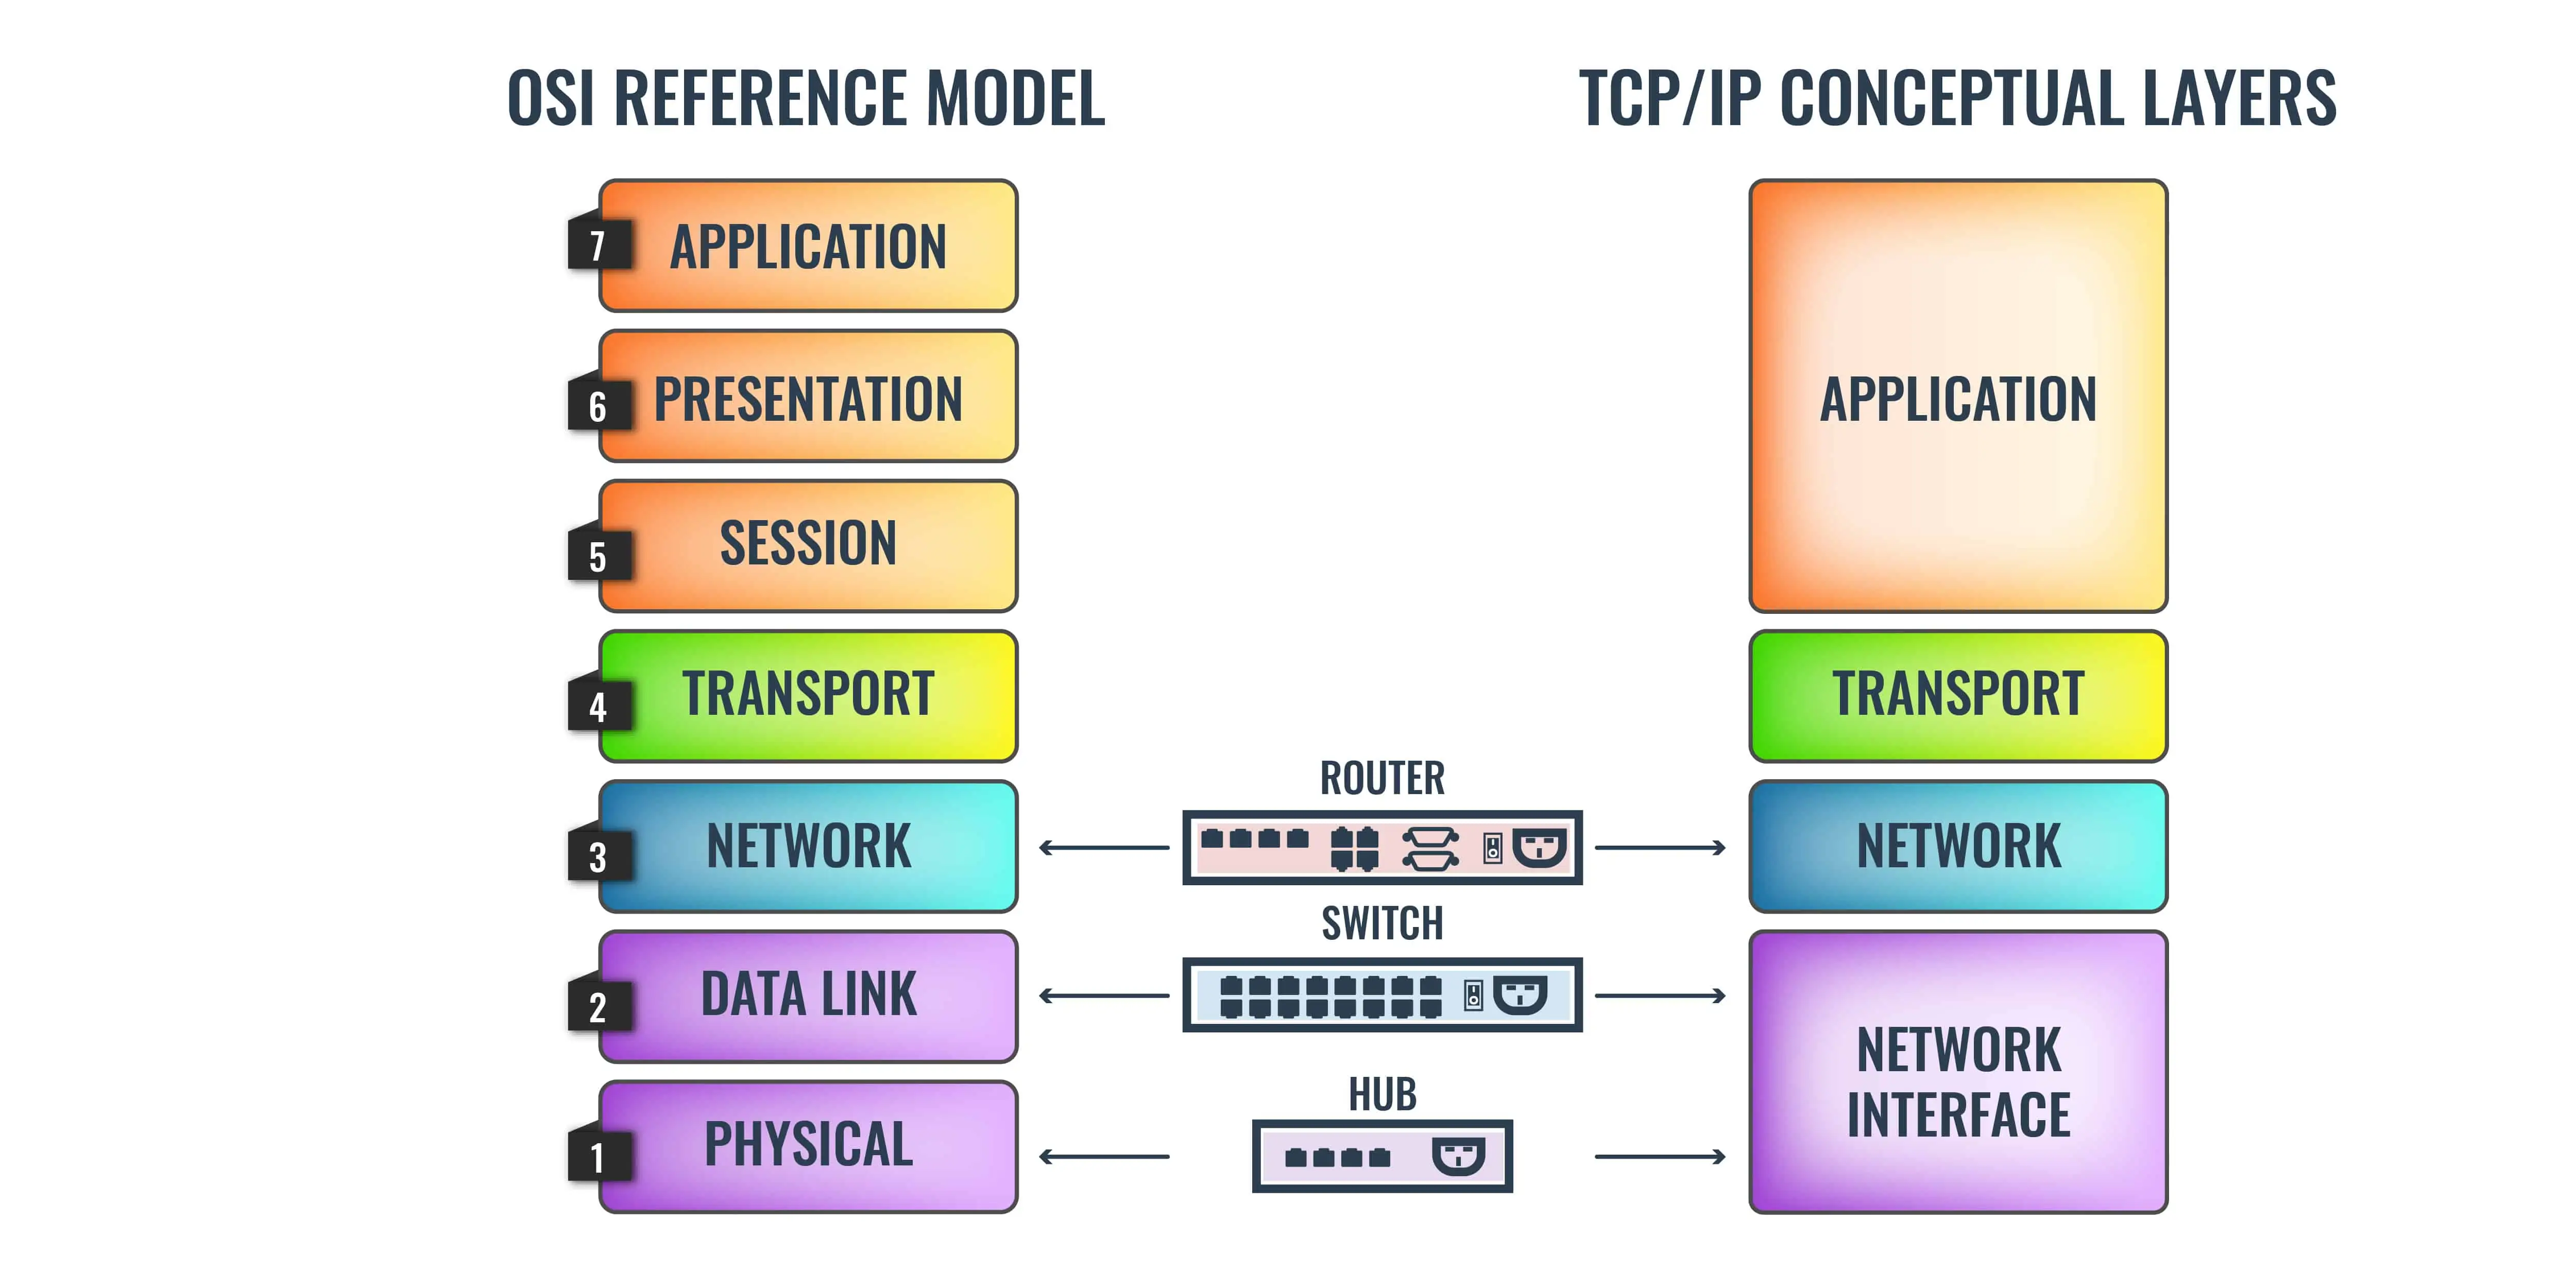 OSI REFERENCE MODEL
TCP/IP CONCEPTUAL LAYERS
7
APPLICATION
6
PRESENTATION
5
SESSION
4
TRANSPORT
3
NETWORK
2
DATA LINK
1
PHYSICAL
ROUTER
SWITCH
HUB
APPLICATION
TRANSPORT
NETWORK
NETWORK
INTERFACE